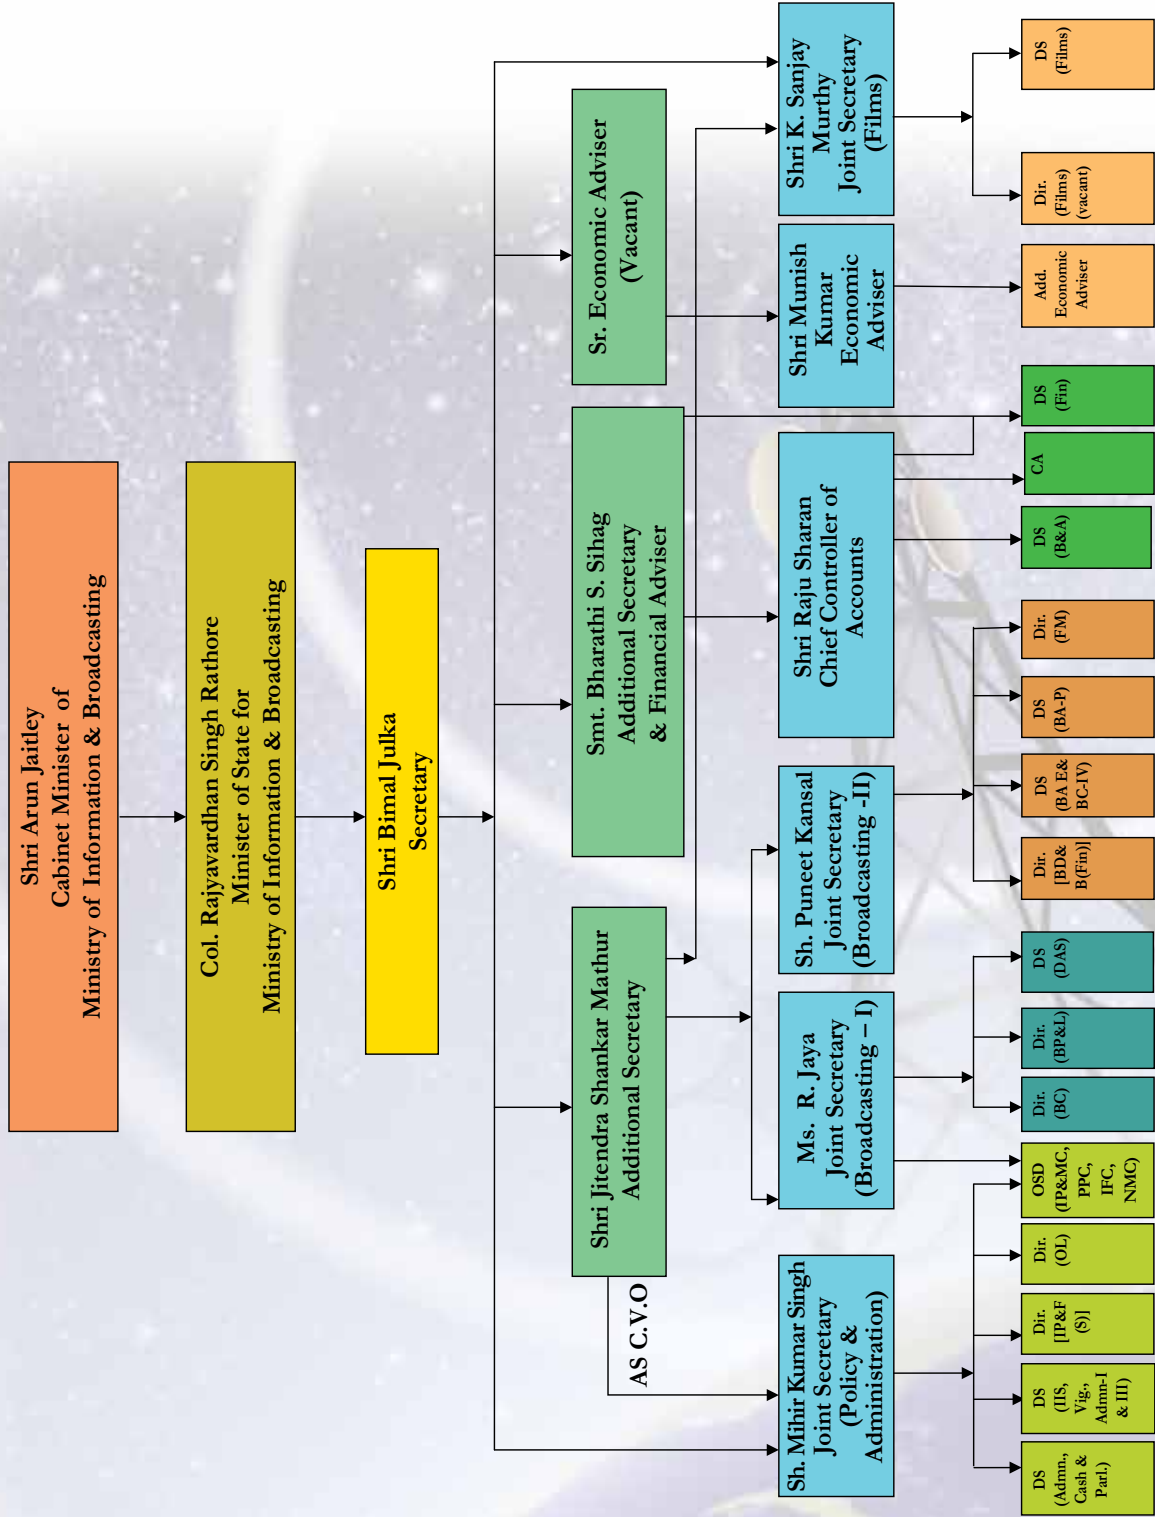 Shri Arun Jaitley
Cabinet Minister of
Ministry of Information & Broadcasting
Col. Rajyavardhan Singh Rathore
Minister of State for
Ministry of Information & Broadcasting
Shri Bimal Julka
Secretary
Shri Jitendra Shankar Mathur
Additional Secretary
Smt. Bharathi S. Sihag
Additional Secretary
& Financial Adviser
Sr. Economic Adviser
(Vacant)
AS C.V.O
Sh. Mihir Kumar Singh
Joint Secretary
(Policy &
Administration)
Ms. R. Jaya
Joint Secretary
(Broadcasting – I)
Sh. Puneet Kansal
Joint Secretary
(Broadcasting -II)
Shri Raju Sharan
Chief Controller of
Accounts
Shri Munish
Kumar
Economic
Adviser
Shri K. Sanjay
Murthy
Joint Secretary
(Films)
DS
(Admn.,
Cash &
Parl.)
DS
(IIS,
Vig.,
Admn-I
& III)
Dir.
[IP&F
(S)]
Dir.
(OL)
OSD
(IP&MC,
PPC,
IFC,
NMC)
Dir.
(BC)
Dir.
(BP&L)
DS
(DAS)
Dir.
[BD&
B(Fin)]
DS
(BA E&
BC-IV)
DS
(BA-P)
Dir.
(FM)
DS
(B&A)
CA
DS
(Fin)
Add.
Economic
Adviser
Dir.
(Films)
(vacant)
DS
(Films)